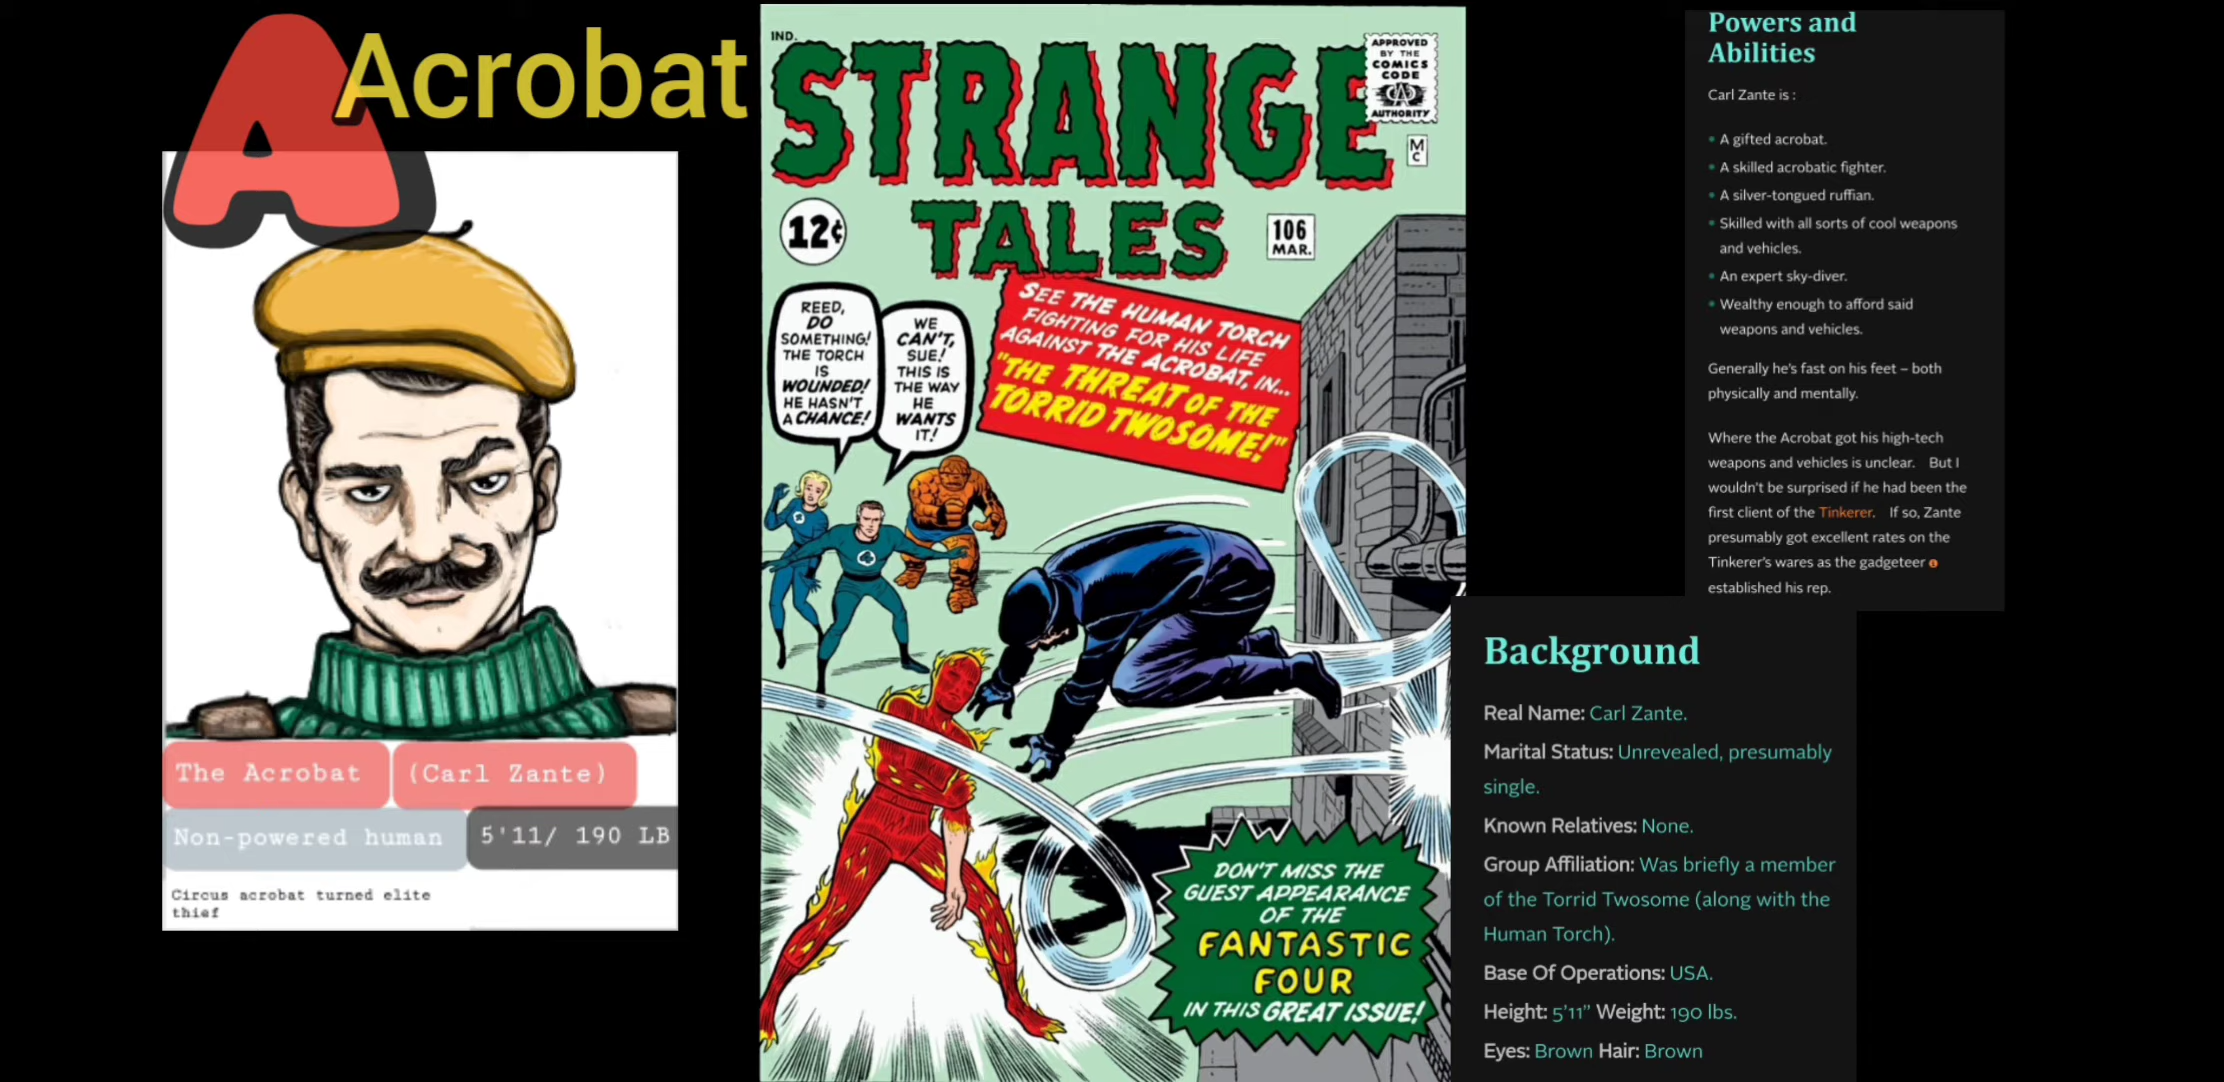 A
Acrobat
The Acrobat
(Carl Zante)
Non-powered human
5'11/ 190 LB
Circus acrobat turned elite
thief
IND.
STRANGE
TALES
APPROVED
BY THE
COMICS
CODE
CA
AUTHORITY
M
C
12¢
106
MAR.
REED,
DO
SOMETHING!
THE TORCH
IS
WOUNDED!
HE HASN'T
A CHANCE!
WE
CAN'T,
SUE!
THIS IS
THE WAY
HE
WANTS
IT!
SEE THE HUMAN TORCH
FIGHTING FOR HIS LIFE
AGAINST THE ACROBAT, IN...
"THE THREAT OF THE
TORRID TWOSOME!"
4
DON'T MISS THE
GUEST APPEARANCE
OF THE
FANTASTIC
FOUR
IN THIS GREAT ISSUE!
Powers and
Abilities
Carl Zante is :
• A gifted acrobat.
• A skilled acrobatic fighter.
• A silver-tongued ruffian.
• Skilled with all sorts of cool weapons
and vehicles.
• An expert sky-diver.
• Wealthy enough to afford said
weapons and vehicles.
Generally he's fast on his feet – both
physically and mentally.
Where the Acrobat got his high-tech
weapons and vehicles is unclear. But I
wouldn't be surprised if he had been the
first client of the Tinkerer. If so, Zante
presumably got excellent rates on the
Tinkerer's wares as the gadgeteer 1
established his rep.
Background
Real Name: Carl Zante.
Marital Status: Unrevealed, presumably
single.
Known Relatives: None.
Group Affiliation: Was briefly a member
of the Torrid Twosome (along with the
Human Torch).
Base Of Operations: USA.
Height: 5'11" Weight: 190 lbs.
Eyes: Brown Hair: Brown